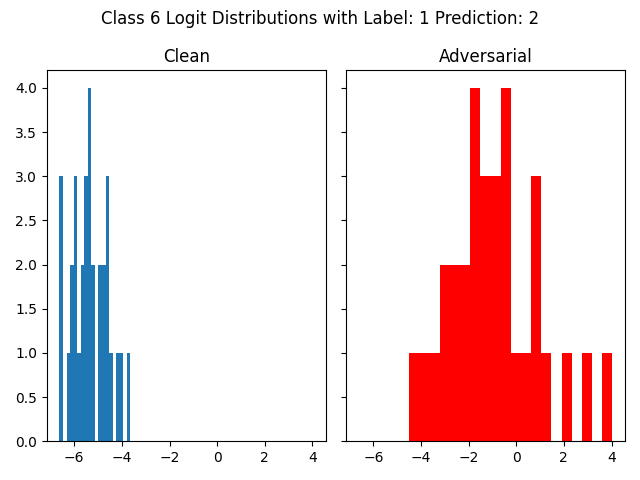 Class 6 Logit Distributions with Label: 1 Prediction: 2
Clean
Adversarial
4.0
3.5
3.0
2.5
2.0
1.5
1.0
0.5
0.0
−6 −4 −2 0 2 4
−6 −4 −2 0 2 4